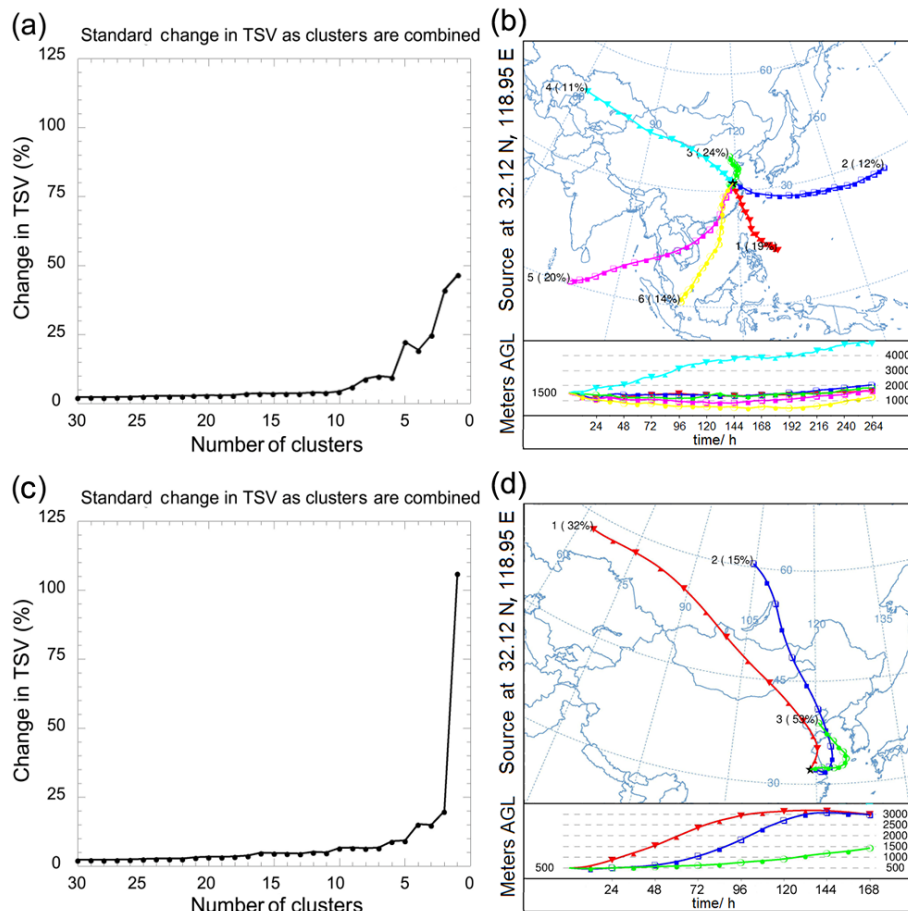 (a)
Standard change in TSV as clusters are combined
125
100
75
50
25
0
Change in TSV (%)
30 25 20 15 10 5 0
Number of clusters
(b)
Source at 32.12 N, 118.95 E
4 ( 11%)
60
60
90
120
150
3 ( 24%)
2 ( 12%)
30
1 ( 19%)
15
5 ( 20%)
6 ( 14%)
0
Meters AGL
1500
4000
3000
2000
1000
24 48 72 96 120 144 168 192 216 240 264
time/ h
(c)
Standard change in TSV as clusters are combined
125
100
75
50
25
0
Change in TSV (%)
30 25 20 15 10 5 0
Number of clusters
(d)
Source at 32.12 N, 118.95 E
1 ( 32%)
2 ( 15%)
60
60
75
90
105
120
135
45
3 ( 53%)
30
Meters AGL
500
3000
2500
2000
1500
1000
500
24 48 72 96 120 144 168
time/ h